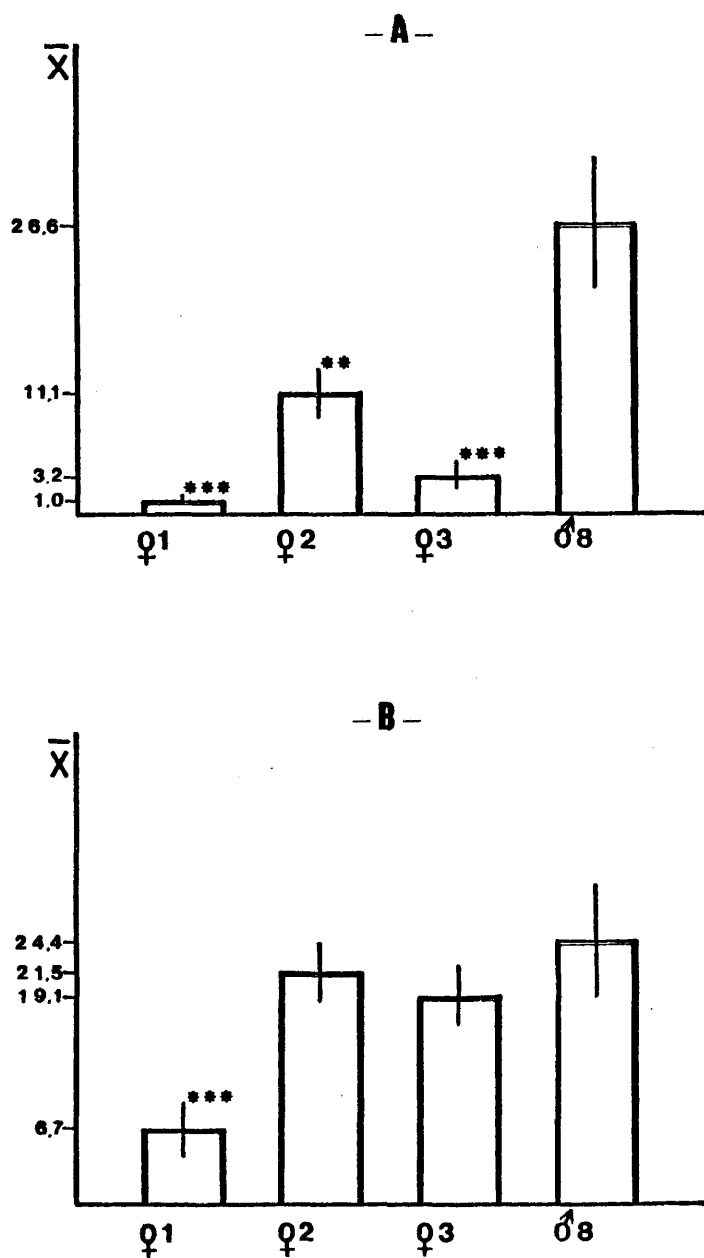 – A –
X̅
26,6
**
11,1
***
3,2
***
1,0
♀1 ♀2 ♀3 ♂8
– B –
X̅
24,4
21,5
19,1
***
6,7
♀1 ♀2 ♀3 ♂8